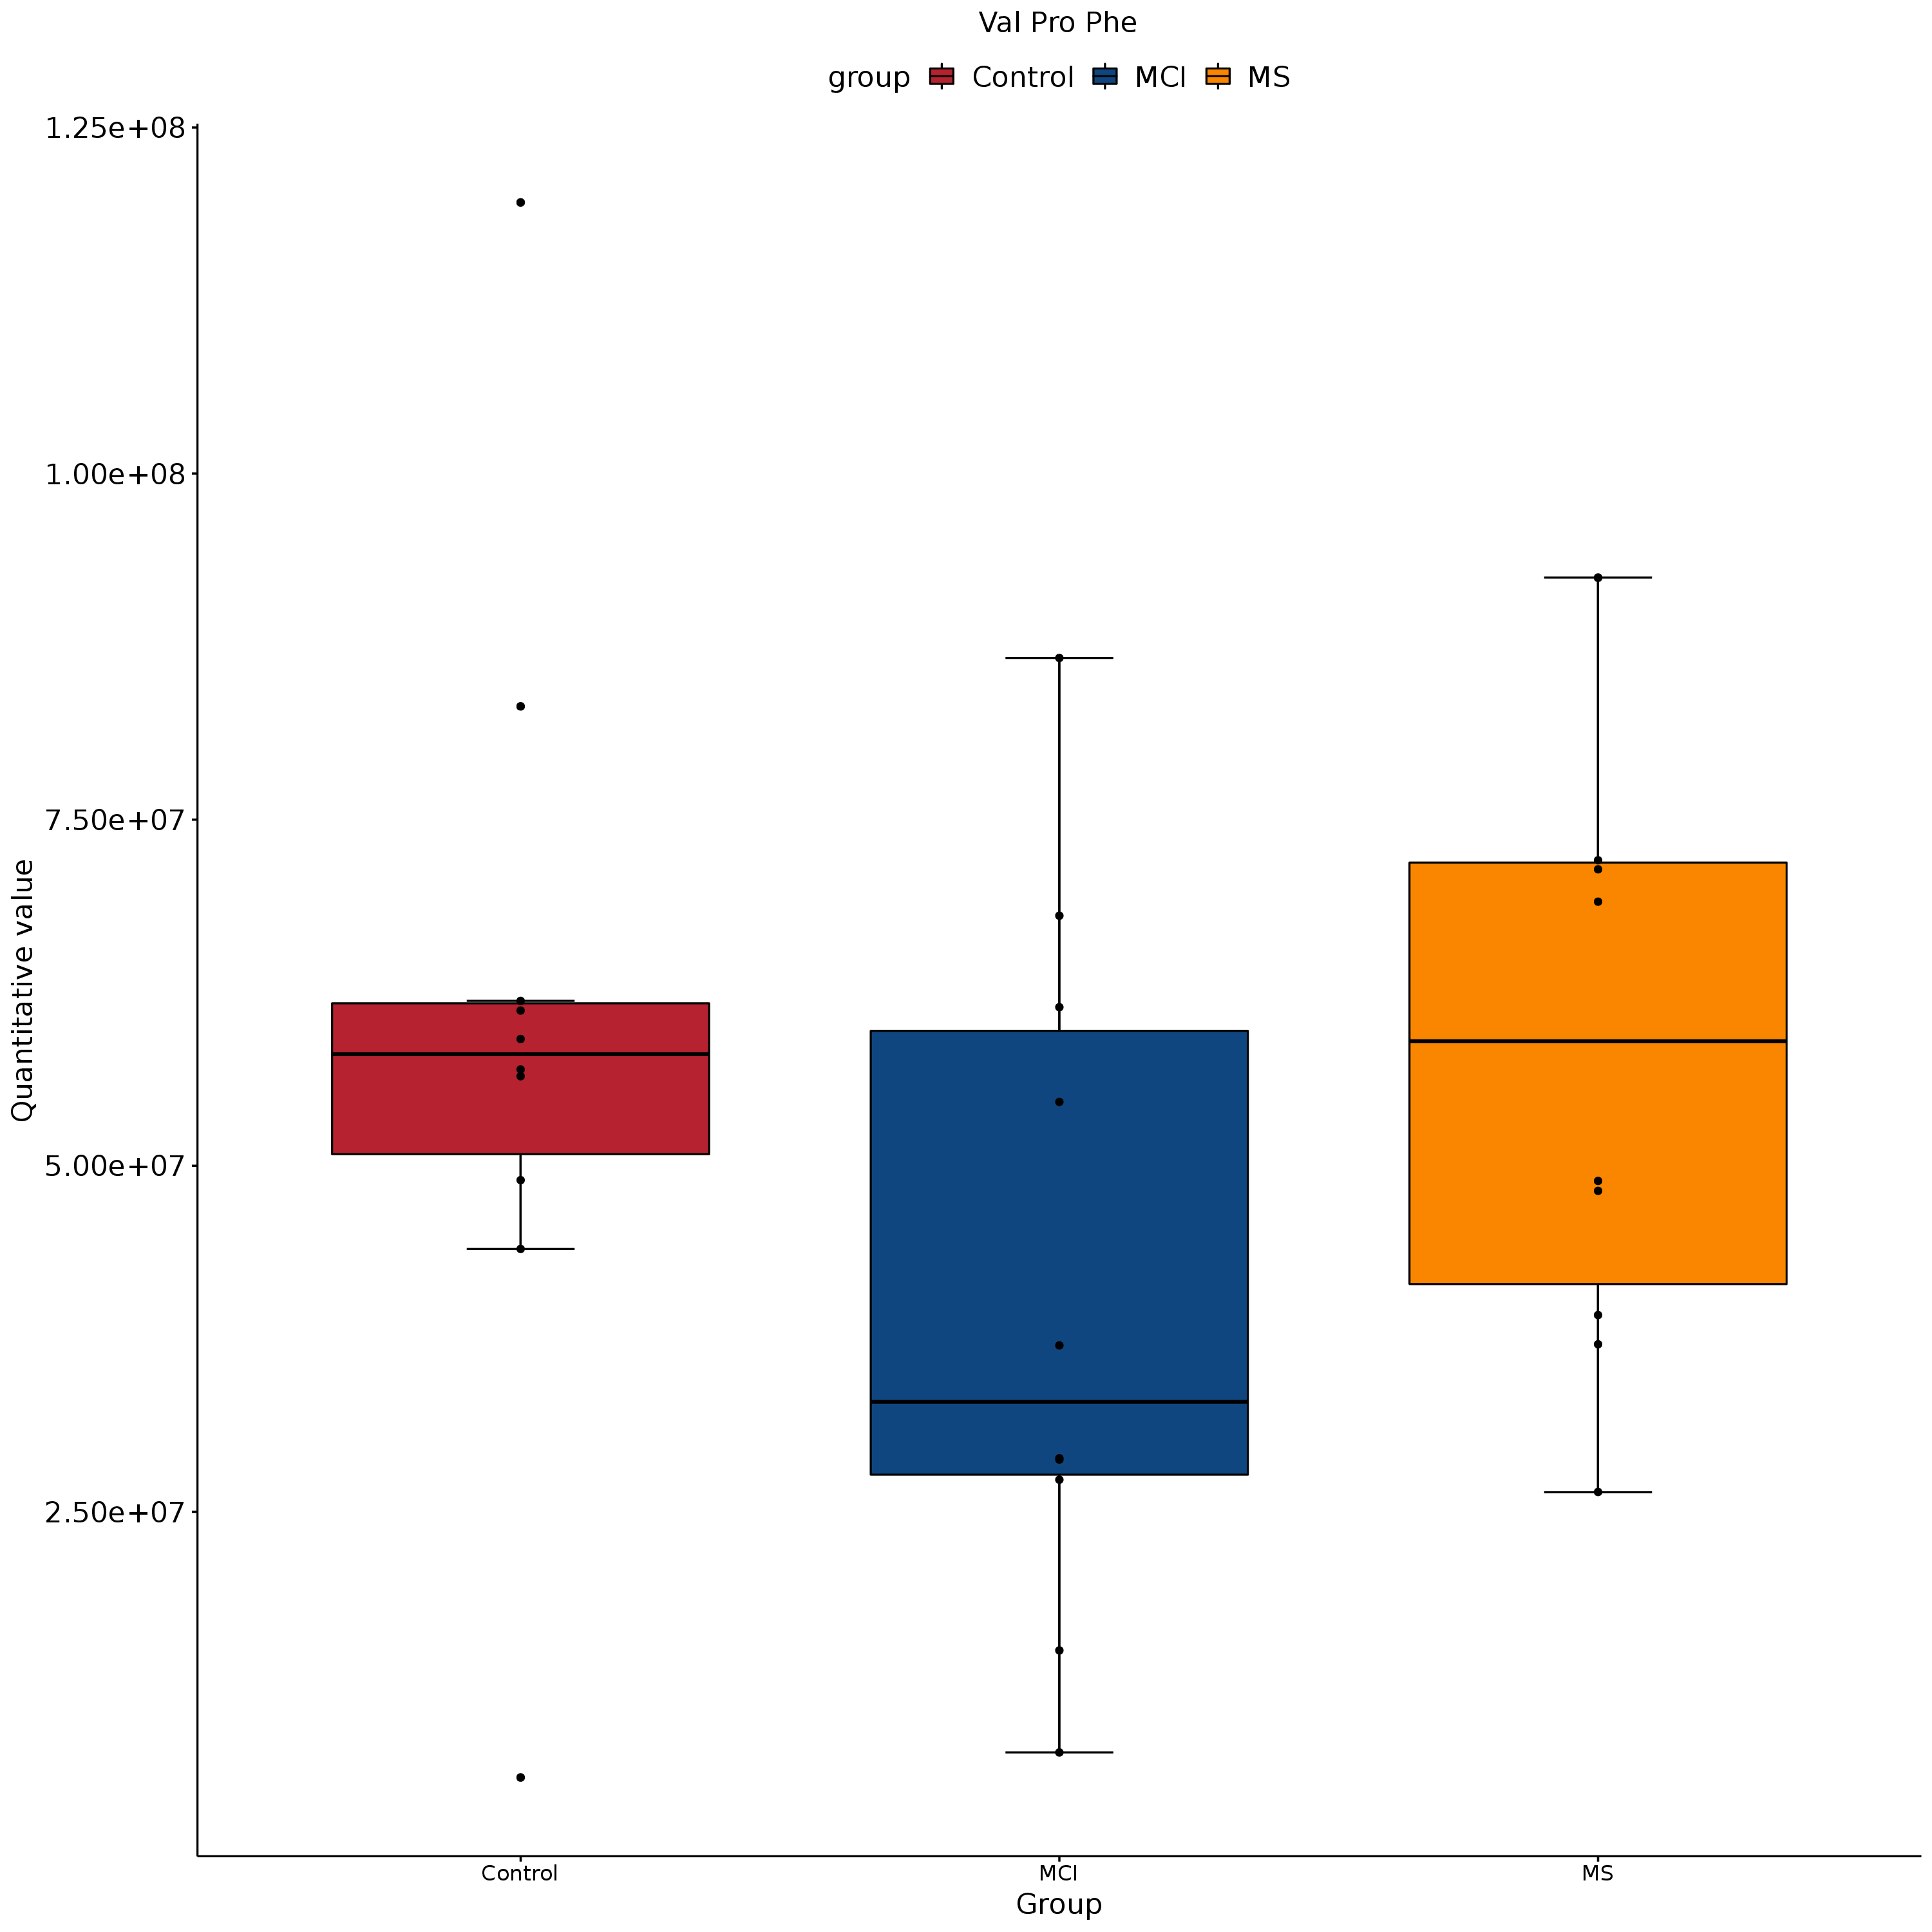 Val Pro Phe
group Control MCI MS
1.25e+08
1.00e+08
7.50e+07
5.00e+07
2.50e+07
Quantitative value
Control MCI MS
Group